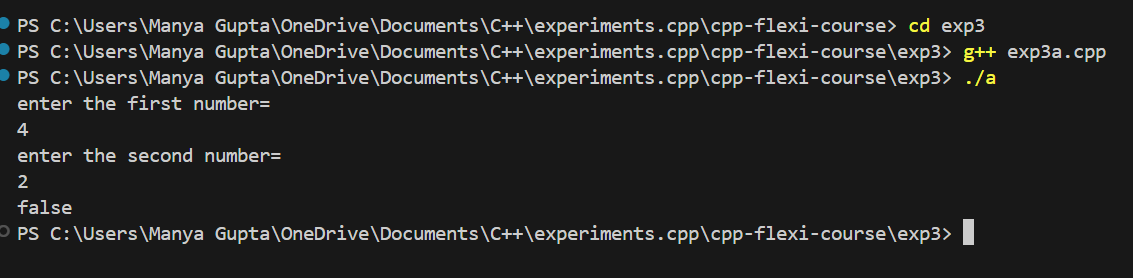 PS C:\Users\Manya Gupta\OneDrive\Documents\C++\experiments.cpp\cpp-flexi-course> cd exp3
PS C:\Users\Manya Gupta\OneDrive\Documents\C++\experiments.cpp\cpp-flexi-course\exp3> g++ exp3a.cpp
PS C:\Users\Manya Gupta\OneDrive\Documents\C++\experiments.cpp\cpp-flexi-course\exp3> ./a
enter the first number=
4
enter the second number=
2
false
PS C:\Users\Manya Gupta\OneDrive\Documents\C++\experiments.cpp\cpp-flexi-course\exp3>